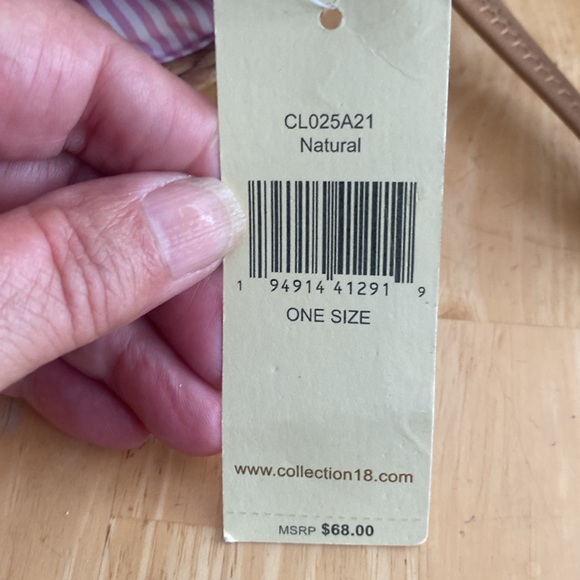 CL025A21
Natural
1 94914 41291 9
ONE SIZE
www.collection18.com
MSRP $68.00